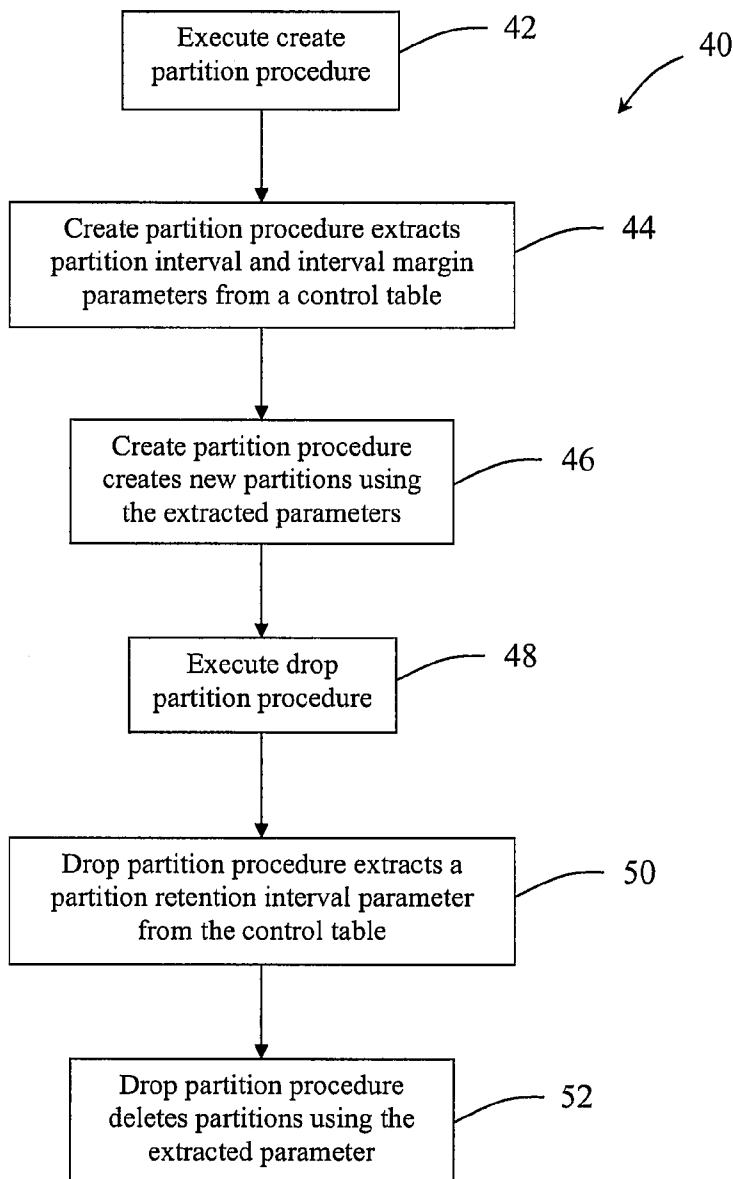 Execute create
partition procedure
42
40
Create partition procedure extracts
partition interval and interval margin
parameters from a control table
44
Create partition procedure
creates new partitions using
the extracted parameters
46
Execute drop
partition procedure
48
Drop partition procedure extracts a
partition retention interval parameter
from the control table
50
Drop partition procedure
deletes partitions using the
extracted parameter
52